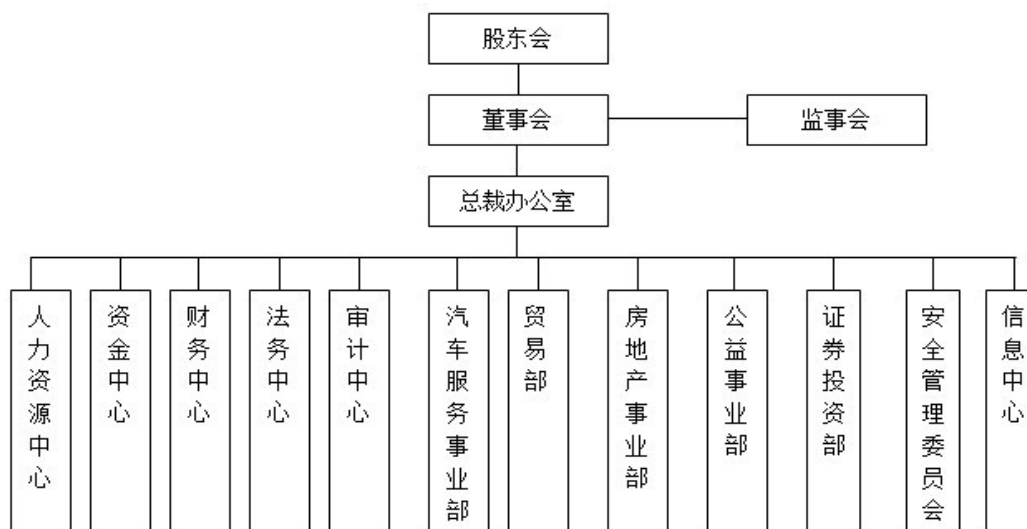 股东会
董事会
监事会
总裁办公室
人力资源中心
资金中心
财务中心
法务中心
审计中心
汽车服务事业部
贸易部
房地产事业部
公益事业部
证券投资部
安全管理委员会
信息中心